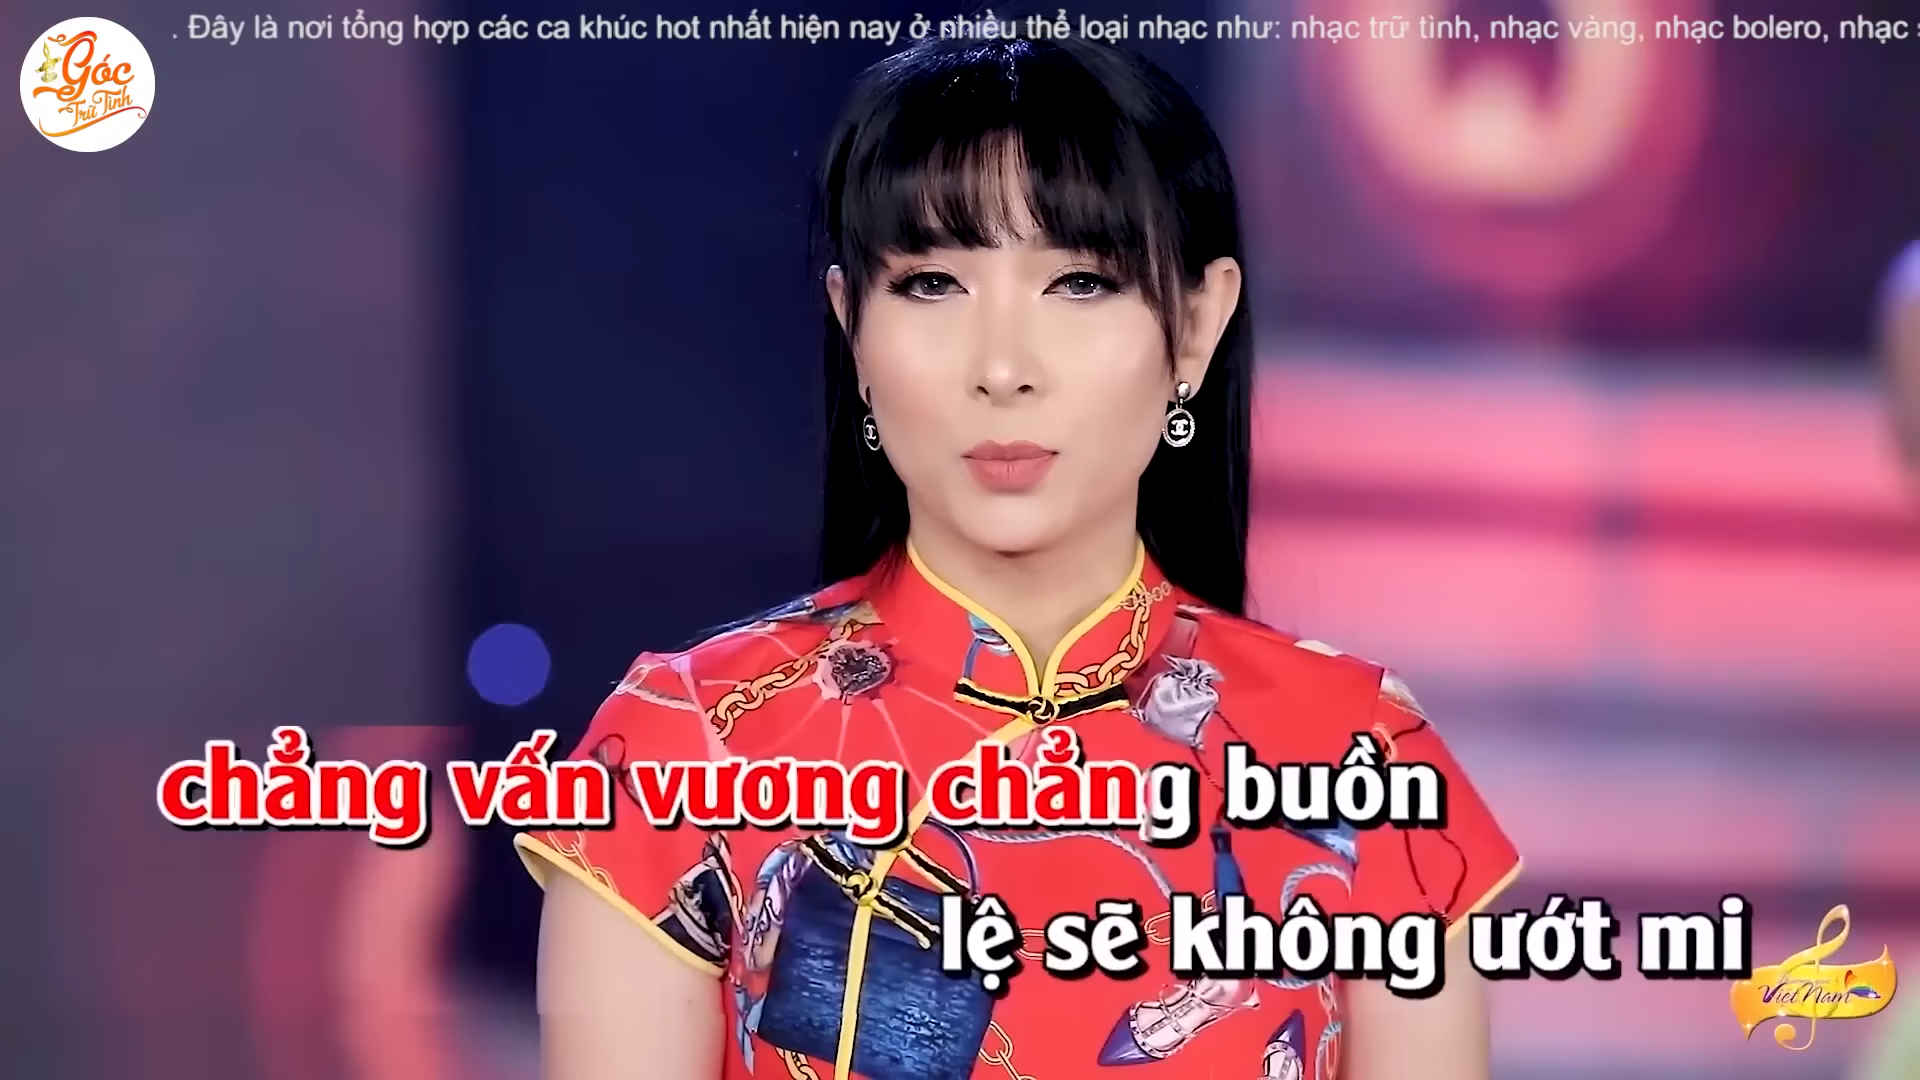 . Đây là nơi tổng hợp các ca khúc hot nhất hiện nay ở nhiều thể loại nhạc như: nhạc trữ tình, nhạc vàng, nhạc bolero, nhạc s
Góc
Trữ Tình
chẳng vấn vương chẳng buồn
lệ sẽ không ướt mi
Việt Nam